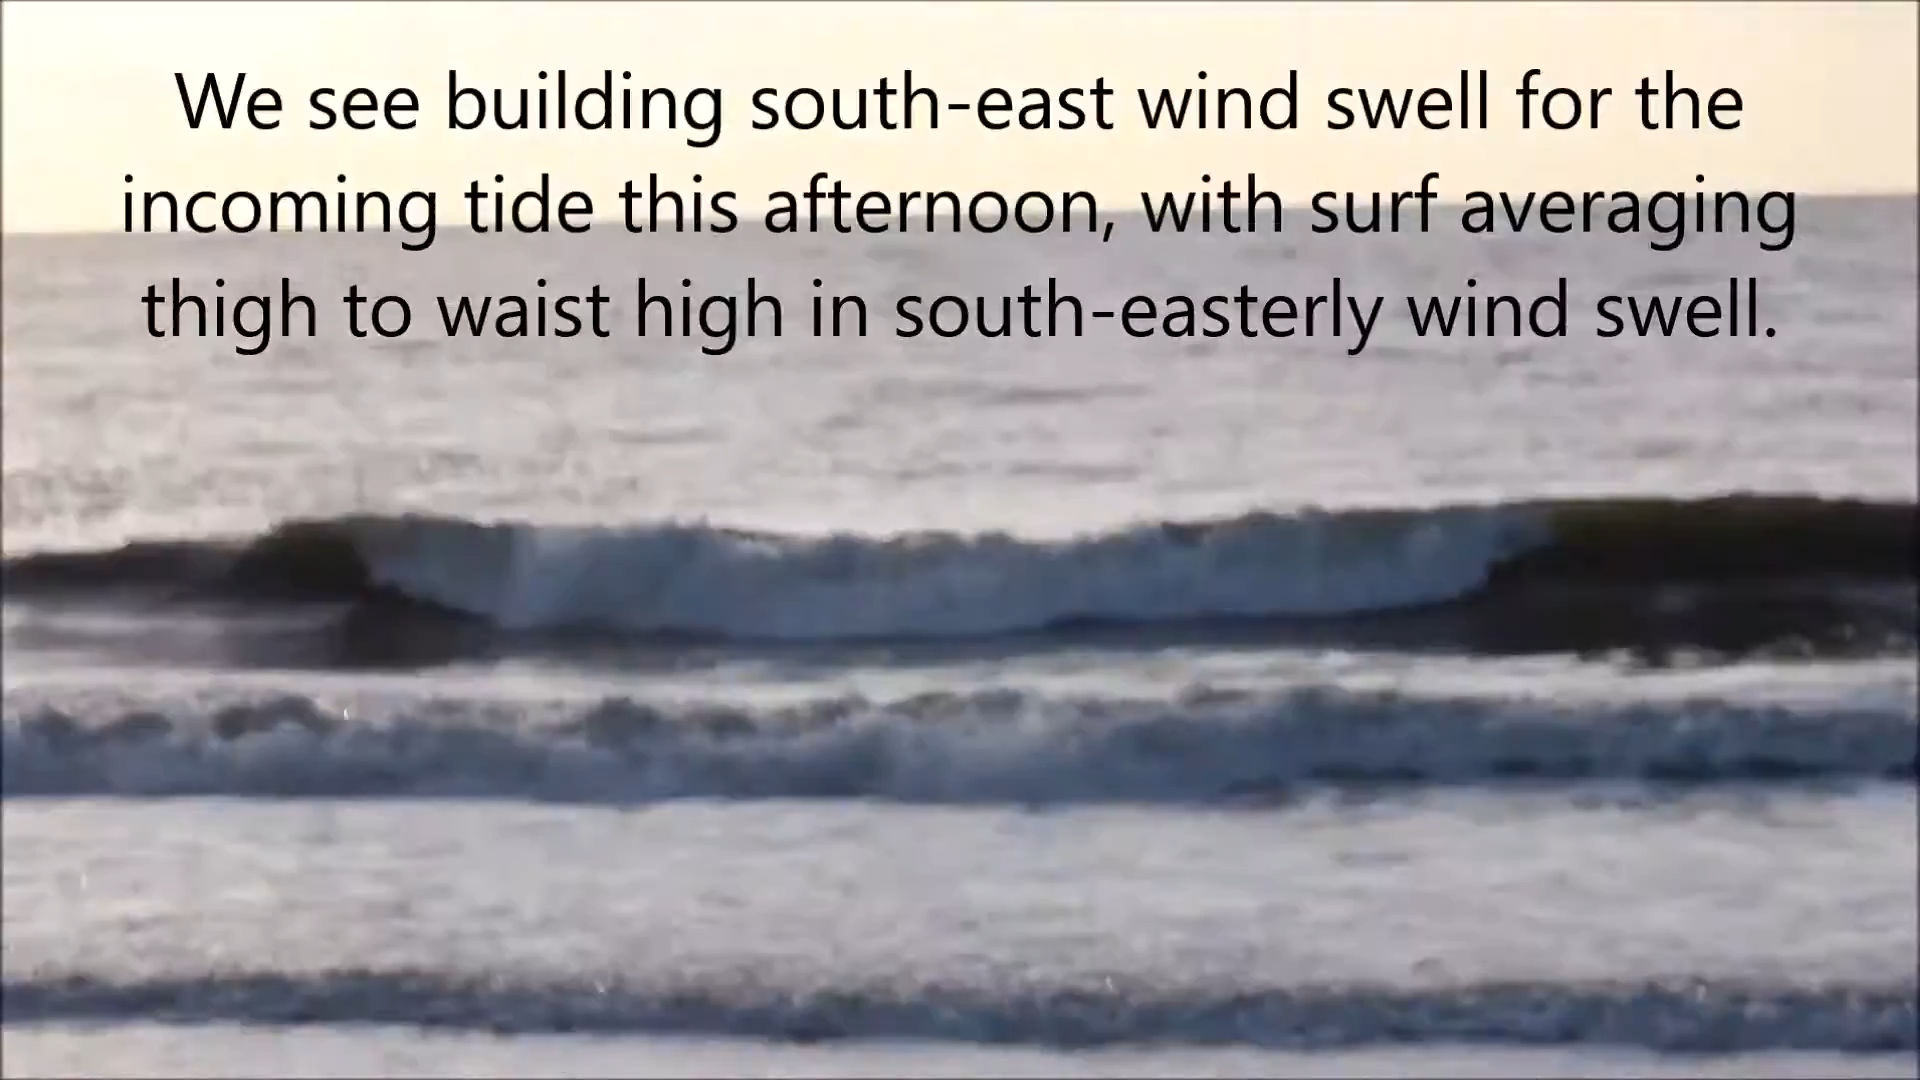 We see building south-east wind swell for the
incoming tide this afternoon, with surf averaging
thigh to waist high in south-easterly wind swell.